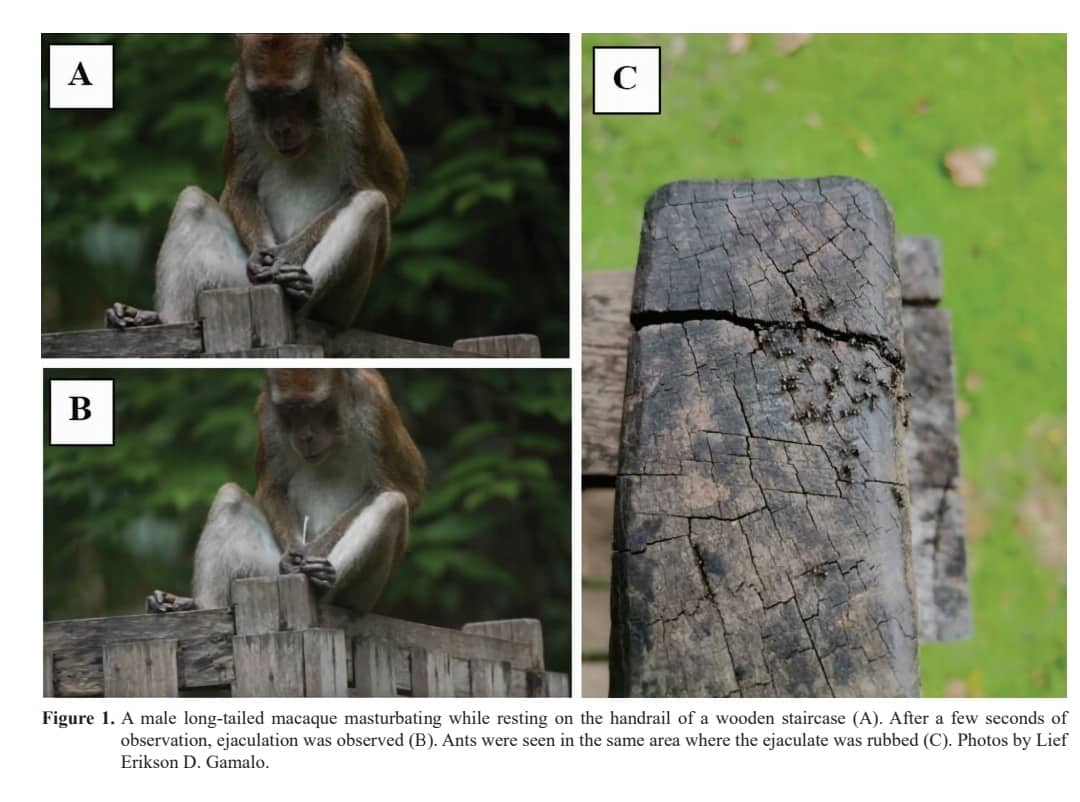 A
C
B
Figure 1. A male long-tailed macaque masturbating while resting on the handrail of a wooden staircase (A). After a few seconds of
observation, ejaculation was observed (B). Ants were seen in the same area where the ejaculate was rubbed (C). Photos by Lief
Erikson D. Gamalo.